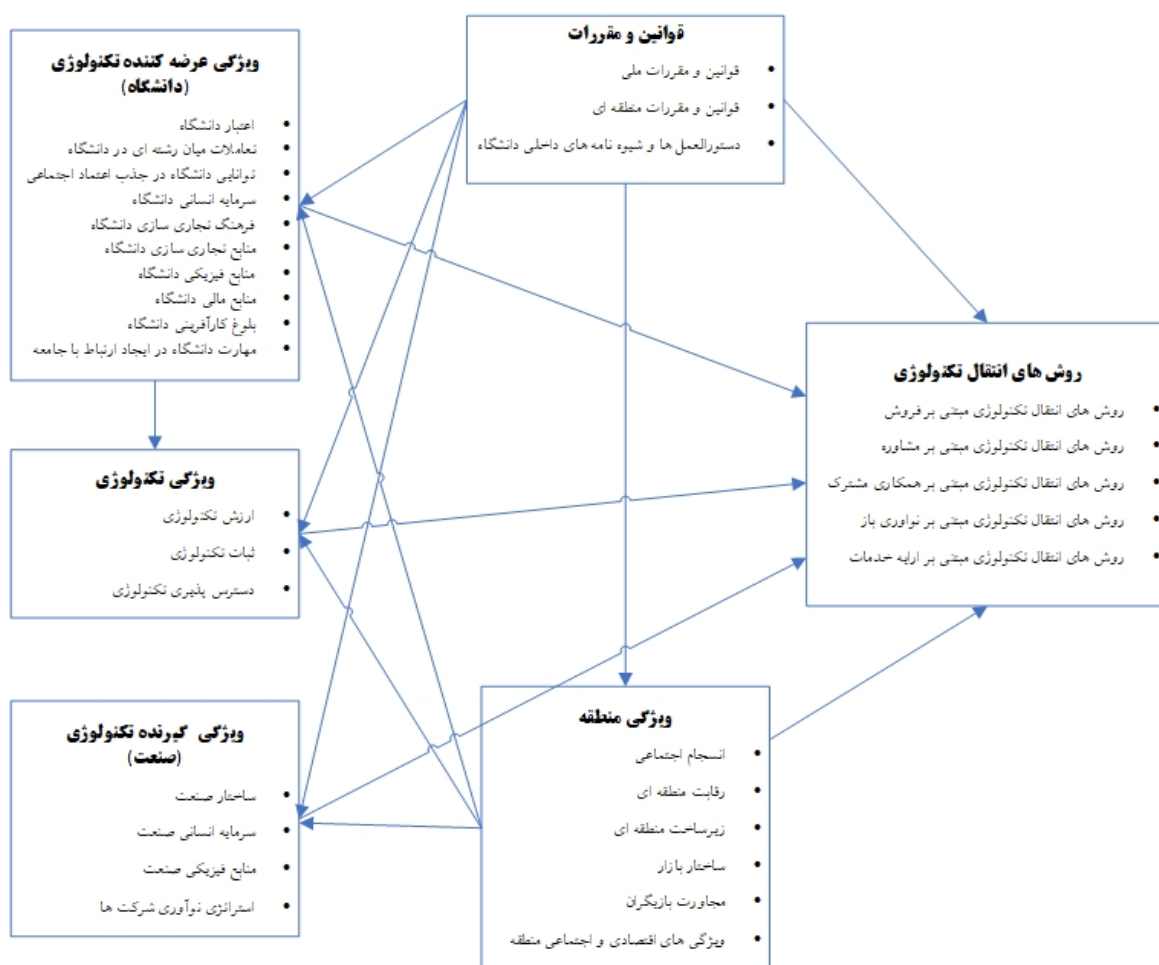 قوانین و مقررات
قوانین و مقررات ملی
قوانین و مقررات منطقه ای
دستورالعمل ها و شیوه نامه های داخلی دانشگاه
ویژگی عرضه کننده تکنولوژی
(دانشگاه)
اعتبار دانشگاه
تعاملات میان رشته ای در دانشگاه
توانایی دانشگاه در جذب اعتماد اجتماعی
سرمایه انسانی دانشگاه
فرهنگ تجاری سازی دانشگاه
منابع تجاری سازی دانشگاه
منابع فیزیکی دانشگاه
منابع مالی دانشگاه
بلوغ کارآفرینی دانشگاه
مهارت دانشگاه در ایجاد ارتباط با جامعه
روش های انتقال تکنولوژی
روش های انتقال تکنولوژی مبتنی بر فروش
روش های انتقال تکنولوژی مبتنی بر مشاوره
روش های انتقال تکنولوژی مبتنی بر همکاری مشترک
روش های انتقال تکنولوژی مبتنی بر نواوری باز
روش های انتقال تکنولوژی مبتنی بر ارایه خدمات
ویژگی تکنولوژی
ارزش تکنولوژی
ثبات تکنولوژی
دسترس پذیری تکنولوژی
ویژگی منطقه
انسجام اجتماعی
رقابت منطقه ای
زیرساخت منطقه ای
ساختار بازار
مجاورت بازیگران
ویژگی های اقتصادی و اجتماعی منطقه
ویژگی گیرنده تکنولوژی
(صنعت)
ساختار صنعت
سرمایه انسانی صنعت
منابع فیزیکی صنعت
استراتژی نوآوری شرکت ها